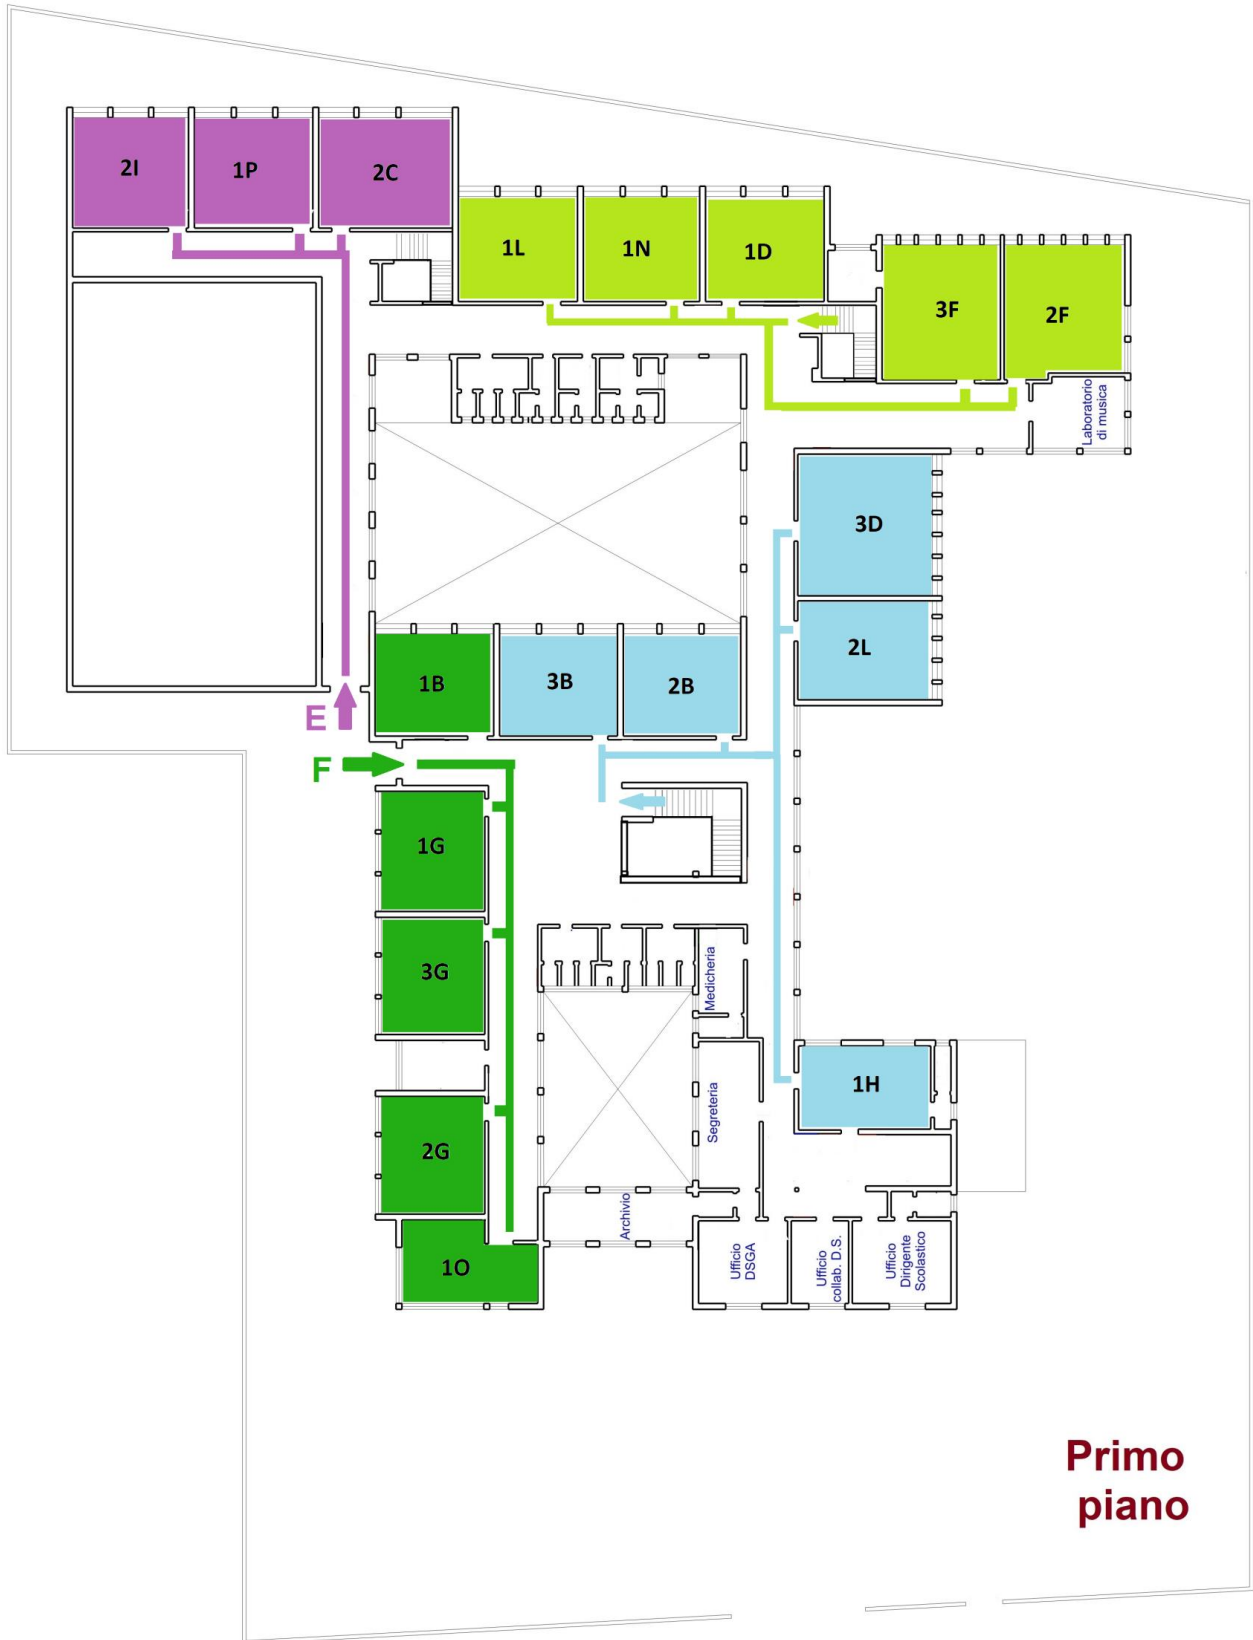 2I
1P
2C
1L
1N
1D
3F
2F
Laboratorio
di musica
3D
2L
1B
3B
2B
E
F
1G
3G
Medicheria
Segreteria
1H
2G
Archivio
1O
Ufficio
DSGA
Ufficio
collab. D.S.
Ufficio
Dirigente
Scolastico
Primo
piano